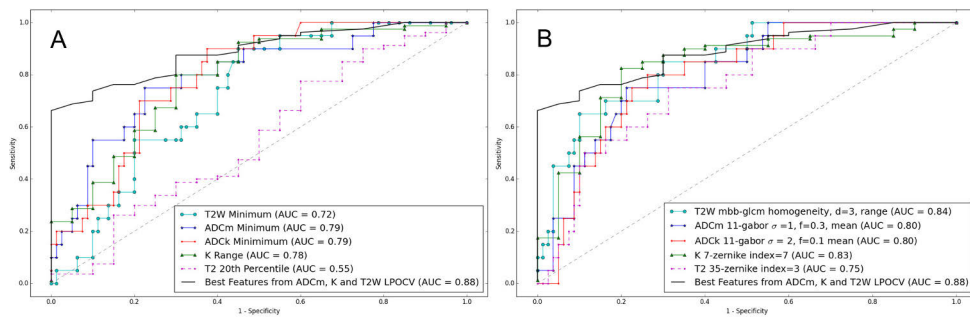 A
Sensitivity
1.0
0.8
0.6
0.4
0.2
0.0
T2W Minimum (AUC = 0.72)
ADCm Minimum (AUC = 0.79)
ADCk Minimimum (AUC = 0.79)
K Range (AUC = 0.78)
T2 20th Percentile (AUC = 0.55)
Best Features from ADCm, K and T2W LPOCV (AUC = 0.88)
0.0 0.2 0.4 0.6 0.8 1.0
1 - Specificity
B
Sensitivity
1.0
0.8
0.6
0.4
0.2
0.0
T2W mbb-glcm homogeneity, d=3, range (AUC = 0.84)
ADCm 11-gabor σ =1, f=0.3, mean (AUC = 0.80)
ADCk 11-gabor σ = 2, f=0.1 mean (AUC = 0.80)
K 7-zernike index=7 (AUC = 0.83)
T2 35-zernike index=3 (AUC = 0.75)
Best Features from ADCm, K and T2W LPOCV (AUC = 0.88)
0.0 0.2 0.4 0.6 0.8 1.0
1 - Specificity